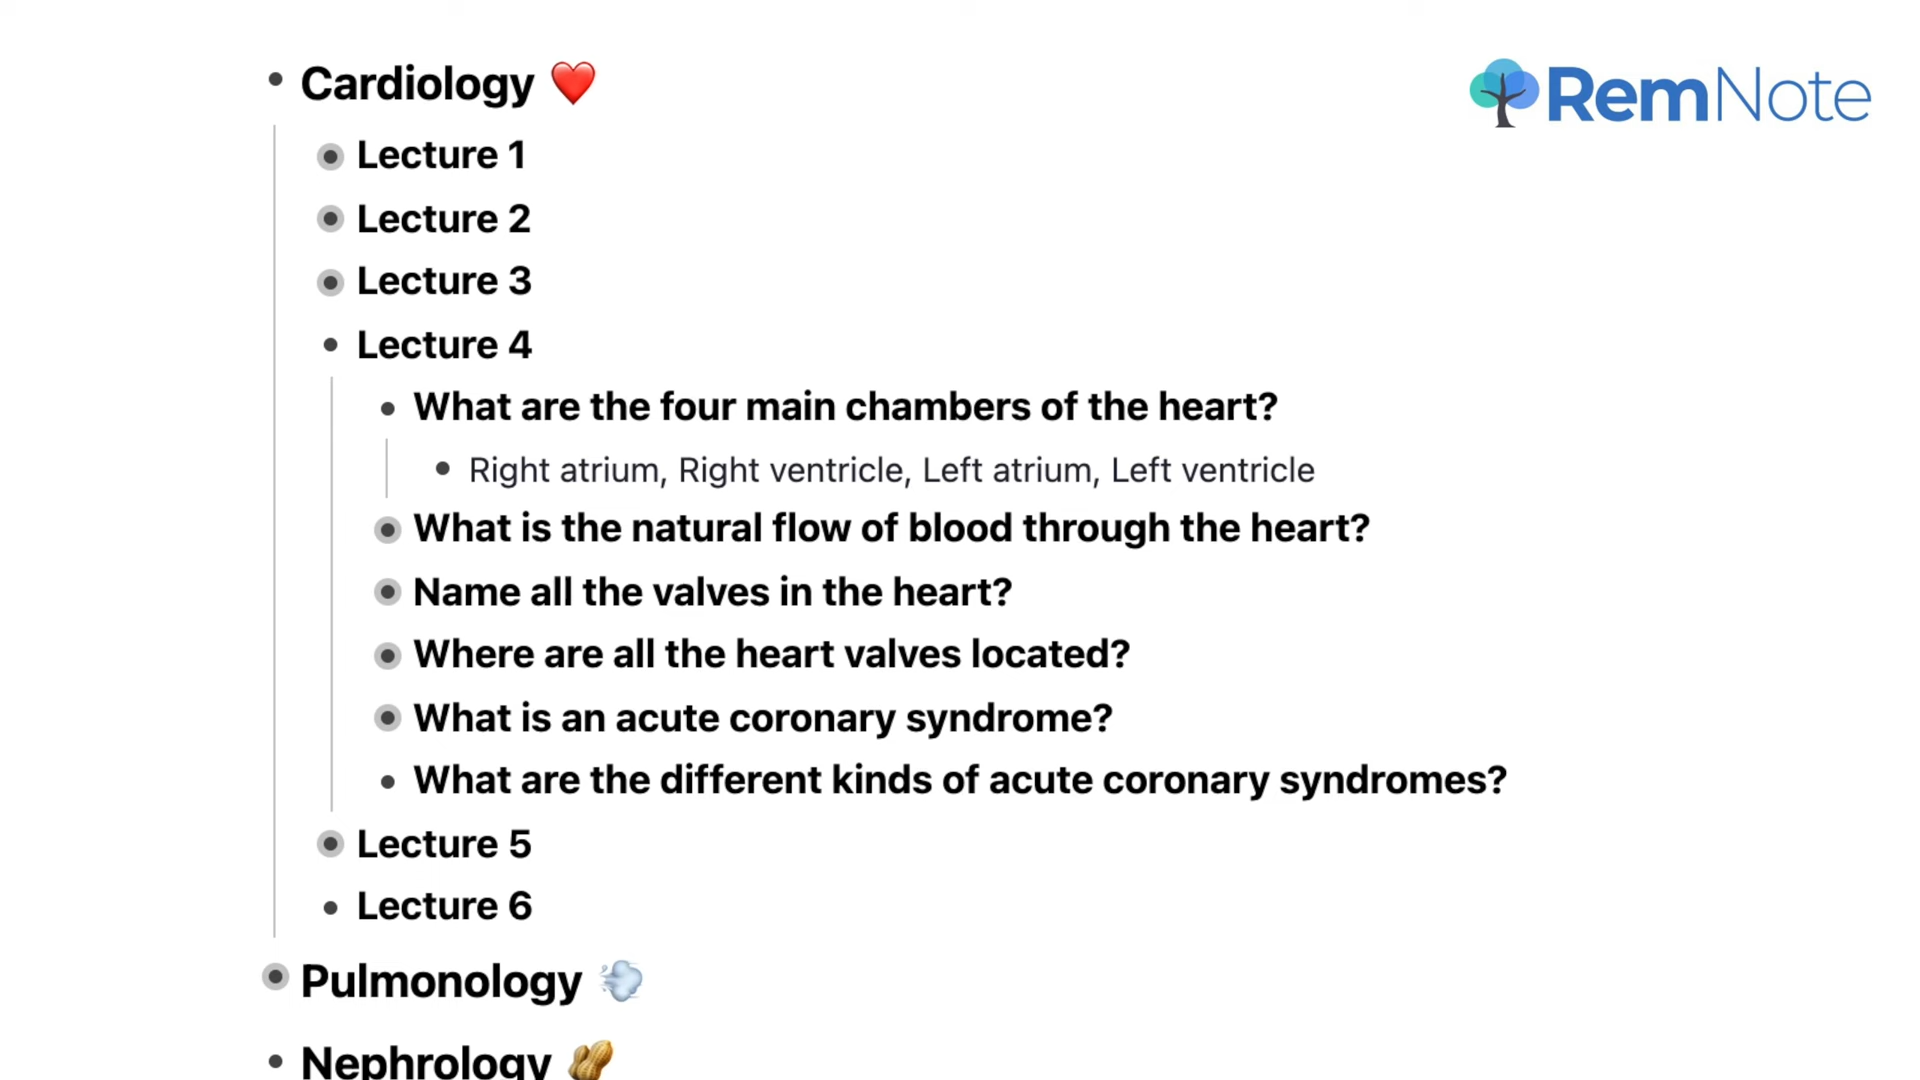 Cardiology ❤️
RemNote
Lecture 1
Lecture 2
Lecture 3
Lecture 4
What are the four main chambers of the heart?
Right atrium, Right ventricle, Left atrium, Left ventricle
What is the natural flow of blood through the heart?
Name all the valves in the heart?
Where are all the heart valves located?
What is an acute coronary syndrome?
What are the different kinds of acute coronary syndromes?
Lecture 5
Lecture 6
Pulmonology 💨
Nephrology 🥜